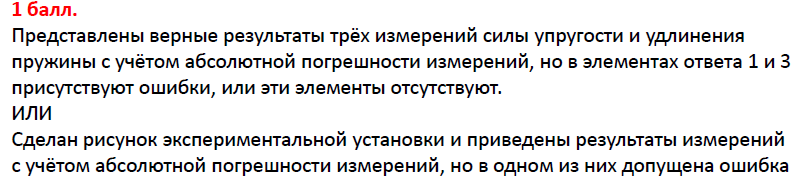 1 балл.
Представлены верные результаты трёх измерений силы упругости и удлинения
пружины с учётом абсолютной погрешности измерений, но в элементах ответа 1 и 3
присутствуют ошибки, или эти элементы отсутствуют.
ИЛИ
Сделан рисунок экспериментальной установки и приведены результаты измерений
с учётом абсолютной погрешности измерений, но в одном из них допущена ошибка